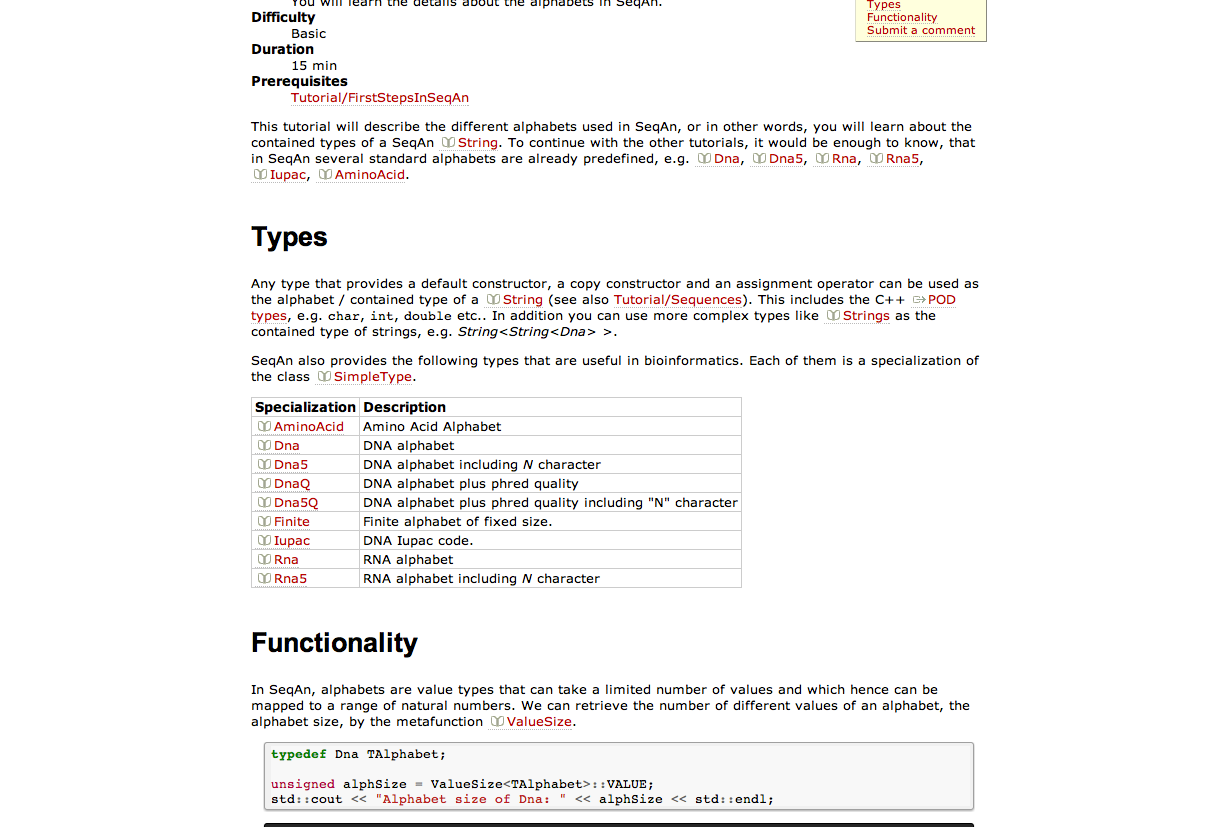 You will learn the details about the alphabets in SeqAn.
Difficulty
Basic
Duration
15 min
Prerequisites
Tutorial/FirstStepsInSeqAn
Types
Functionality
Submit a comment
This tutorial will describe the different alphabets used in SeqAn, or in other words, you will learn about the
contained types of a SeqAn String. To continue with the other tutorials, it would be enough to know, that
in SeqAn several standard alphabets are already predefined, e.g. Dna, Dna5, Rna, Rna5,
Iupac, AminoAcid.
Types
Any type that provides a default constructor, a copy constructor and an assignment operator can be used as
the alphabet / contained type of a String (see also Tutorial/Sequences). This includes the C++ POD
types, e.g. char, int, double etc.. In addition you can use more complex types like Strings as the
contained type of strings, e.g. String<String<Dna> >.
SeqAn also provides the following types that are useful in bioinformatics. Each of them is a specialization of
the class SimpleType.
Specialization Description
AminoAcid Amino Acid Alphabet
Dna DNA alphabet
Dna5 DNA alphabet including N character
DnaQ DNA alphabet plus phred quality
Dna5Q DNA alphabet plus phred quality including "N" character
Finite Finite alphabet of fixed size.
Iupac DNA Iupac code.
Rna RNA alphabet
Rna5 RNA alphabet including N character
Functionality
In SeqAn, alphabets are value types that can take a limited number of values and which hence can be
mapped to a range of natural numbers. We can retrieve the number of different values of an alphabet, the
alphabet size, by the metafunction ValueSize.
typedef Dna TAlphabet;
unsigned alphSize = ValueSize<TAlphabet>::VALUE;
std::cout << "Alphabet size of Dna: " << alphSize << std::endl;